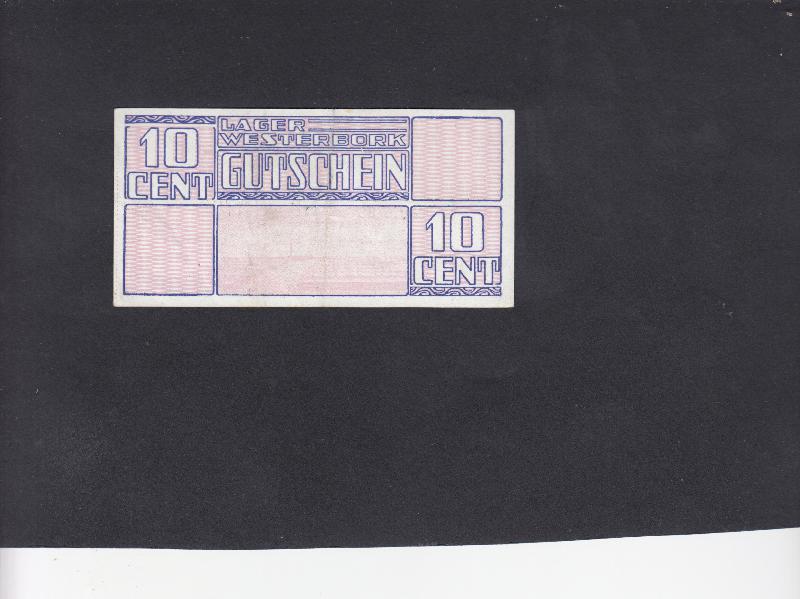 10
CENT
LAGER
WESTERBORK
GUTSCHEIN
10
CENT